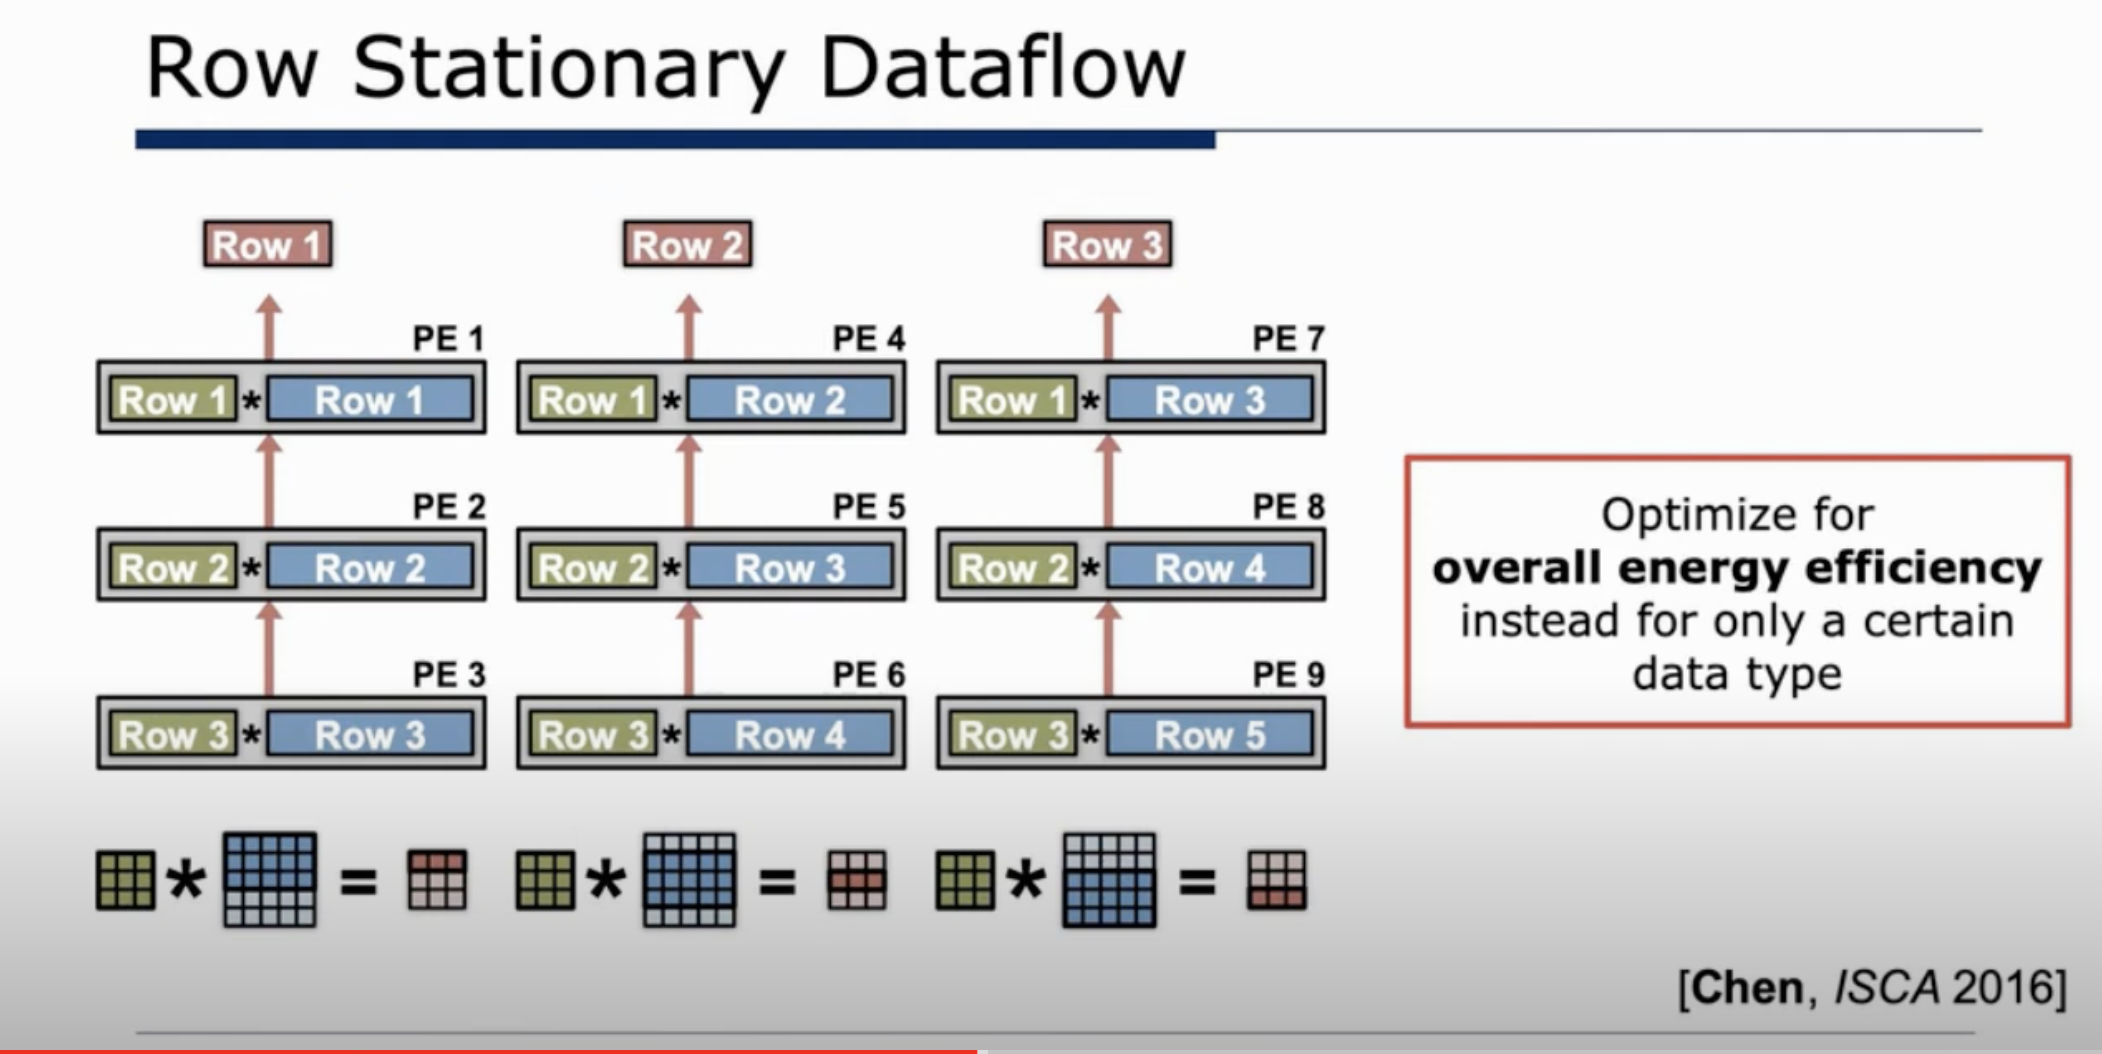 Row Stationary Dataflow
Row 1
Row 2
Row 3
PE 1
PE 4
PE 7
Row 1 * Row 1
Row 1 * Row 2
Row 1 * Row 3
PE 2
PE 5
PE 8
Row 2 * Row 2
Row 2 * Row 3
Row 2 * Row 4
PE 3
PE 6
PE 9
Row 3 * Row 3
Row 3 * Row 4
Row 3 * Row 5
* =
* =
* =
Optimize for
overall energy efficiency
instead for only a certain
data type
[Chen, ISCA 2016]